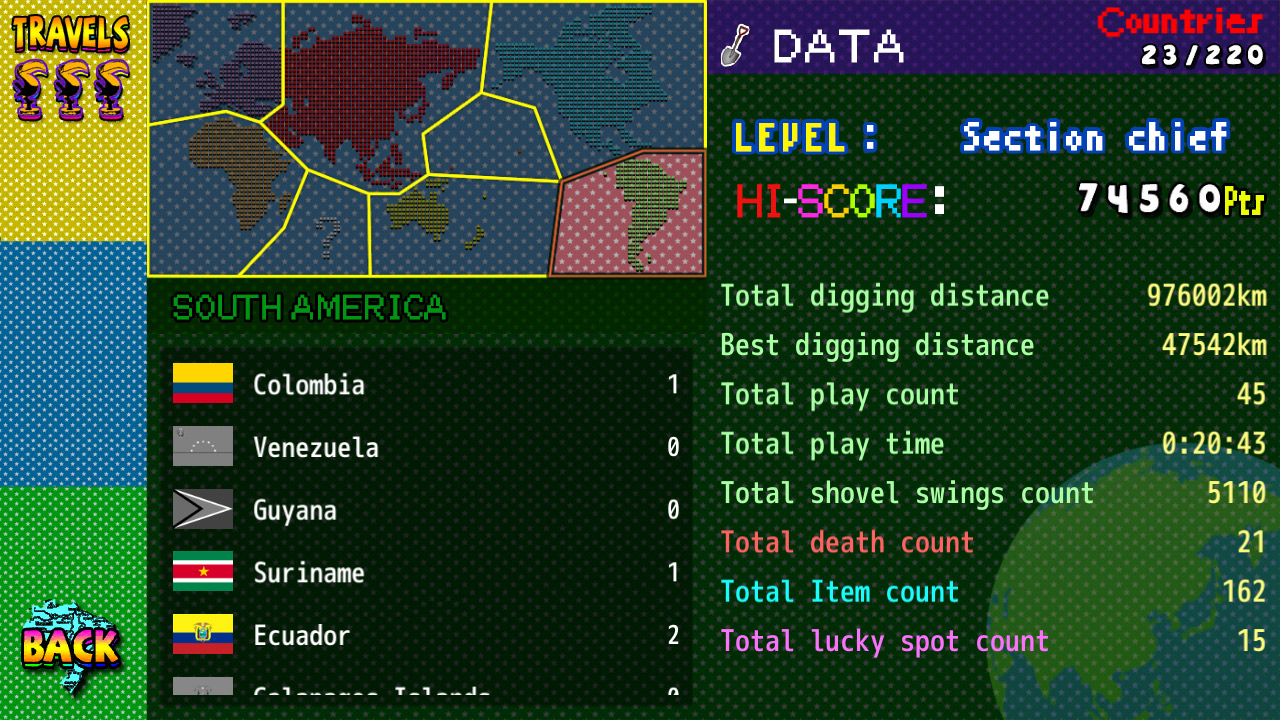 TRAVELS
DATA
Countries
23/220
LEVEL : Section chief
HI-SCORE: 74560Pts
SOUTH AMERICA
Colombia 1
Venezuela 0
Guyana 0
Suriname 1
Ecuador 2
Galapagos Islands 0
Total digging distance 976002km
Best digging distance 47542km
Total play count 45
Total play time 0:20:43
Total shovel swings count 5110
Total death count 21
Total Item count 162
Total lucky spot count 15
?
BACK